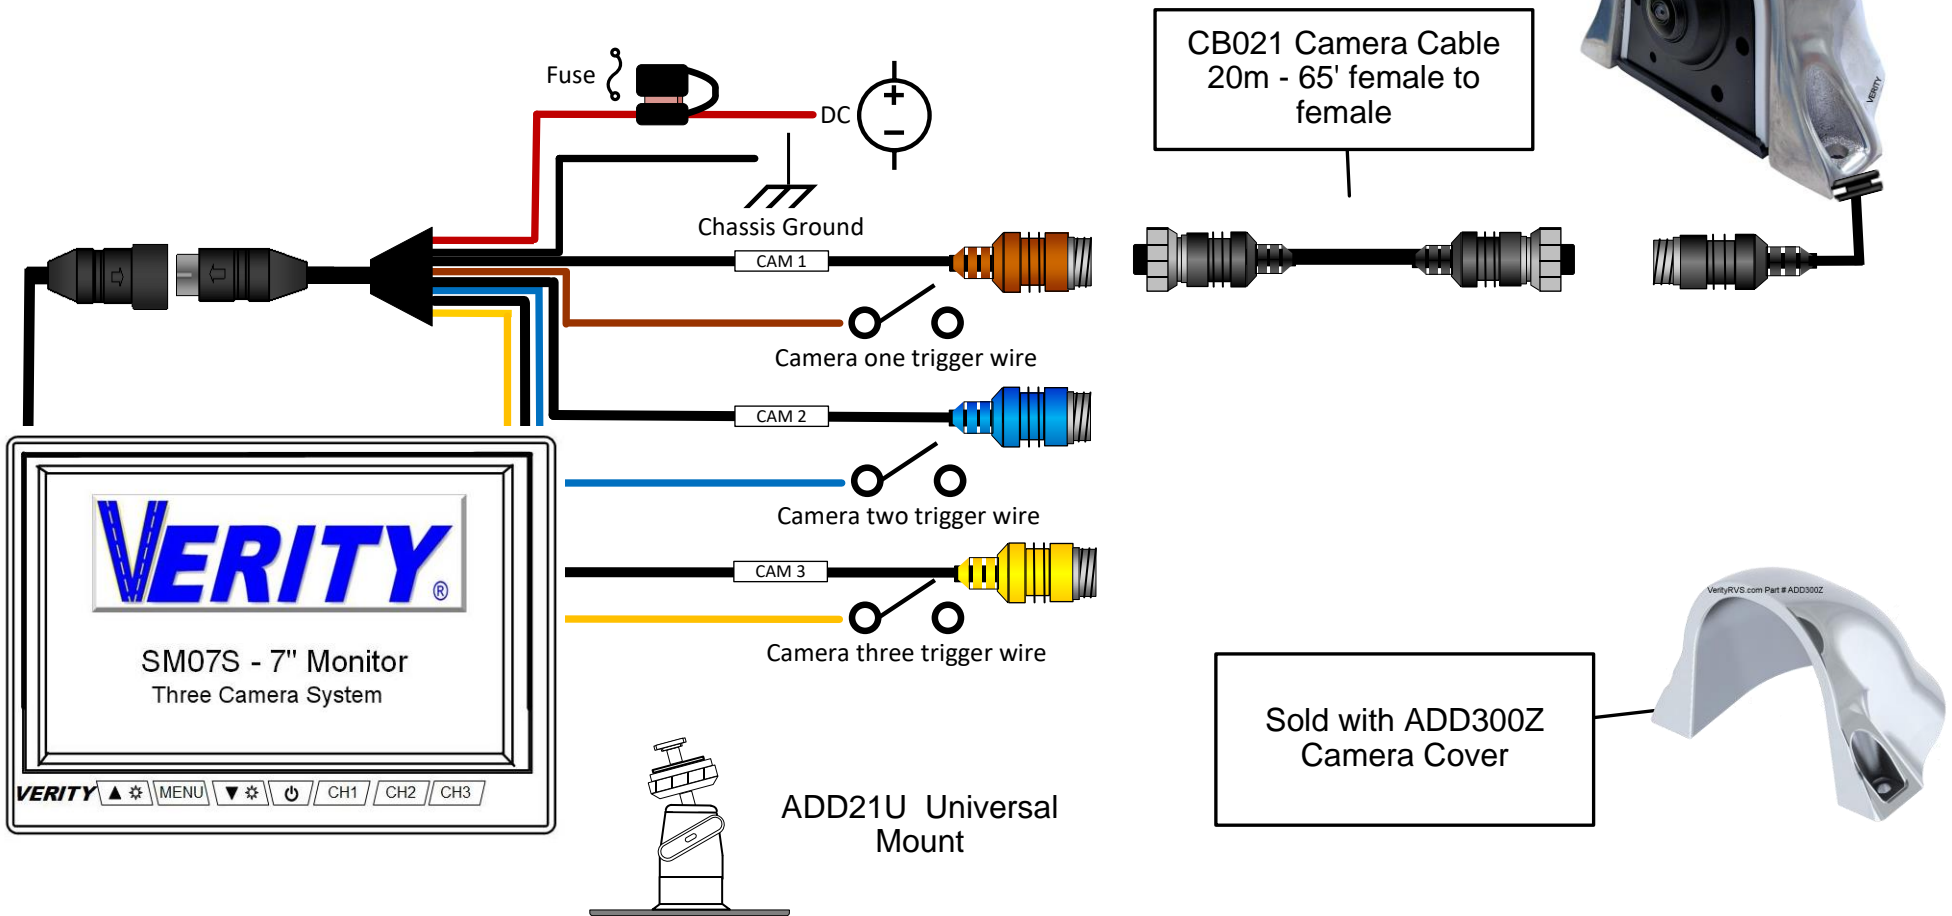 CB021 Camera Cable
20m - 65' female to
female
VERITY
Fuse
DC
Chassis Ground
CAM 1
Camera one trigger wire
CAM 2
Camera two trigger wire
CAM 3
Camera three trigger wire
VERITY®
SM07S - 7" Monitor
Three Camera System
VERITY MENU CH1 CH2 CH3
ADD21U Universal
Mount
VerityRVS.com Part # ADD300Z
Sold with ADD300Z
Camera Cover